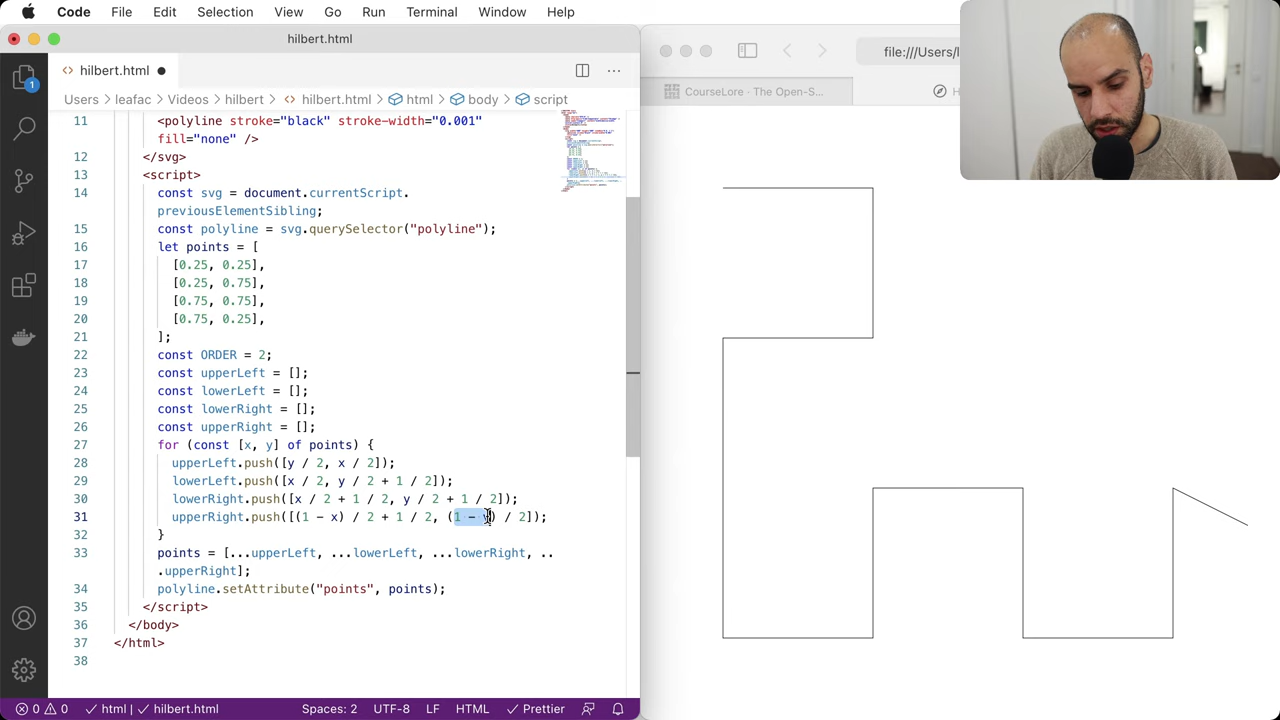 Code File Edit Selection View Go Run Terminal Window Help
hilbert.html
file:///Users/l
hilbert.html
CourseLore · The Open-S...
1
Users > leafac > Videos > hilbert > hilbert.html > html > body > script
11 <polyline stroke="black" stroke-width="0.001"
fill="none" />
12 </svg>
13 <script>
14 const svg = document.currentScript.
previousElementSibling;
15 const polyline = svg.querySelector("polyline");
16 let points = [
17 [0.25, 0.25],
18 [0.25, 0.75],
19 [0.75, 0.75],
20 [0.75, 0.25],
21 ];
22 const ORDER = 2;
23 const upperLeft = [];
24 const lowerLeft = [];
25 const lowerRight = [];
26 const upperRight = [];
27 for (const [x, y] of points) {
28 upperLeft.push([y / 2, x / 2]);
29 lowerLeft.push([x / 2, y / 2 + 1 / 2]);
30 lowerRight.push([x / 2 + 1 / 2, y / 2 + 1 / 2]);
31 upperRight.push([(1 - x) / 2 + 1 / 2, (1 - ) / 2]);
32 }
33 points = [...upperLeft, ...lowerLeft, ...lowerRight, ..
.upperRight];
34 polyline.setAttribute("points", points);
35 </script>
36 </body>
37 </html>
38
0 0 html | hilbert.html Spaces: 2 UTF-8 LF HTML Prettier